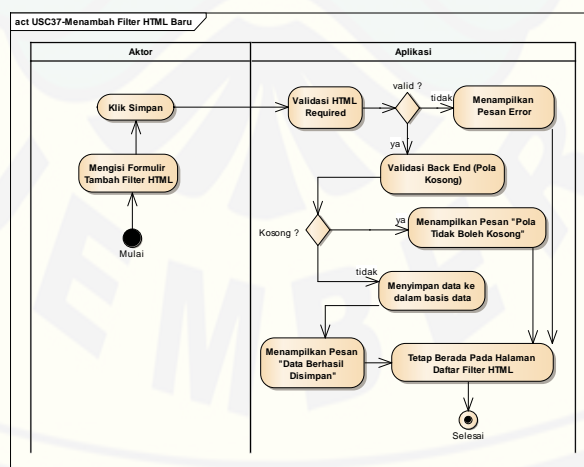 act USC37-Menambah Filter HTML Baru
Aktor
Aplikasi
Klik Simpan
Validasi HTML
Required
valid ?
tidak
Menampilkan
Pesan Error
Mengisi Formulir
Tambah Filter HTML
ya
Validasi Back End (Pola
Kosong)
Mulai
Kosong ?
ya
Menampilkan Pesan "Pola
Tidak Boleh Kosong"
tidak
Menyimpan data ke
dalam basis data
Menampilkan Pesan
"Data Berhasil
Disimpan"
Tetap Berada Pada Halaman
Daftar Filter HTML
Selesai
JEMBER